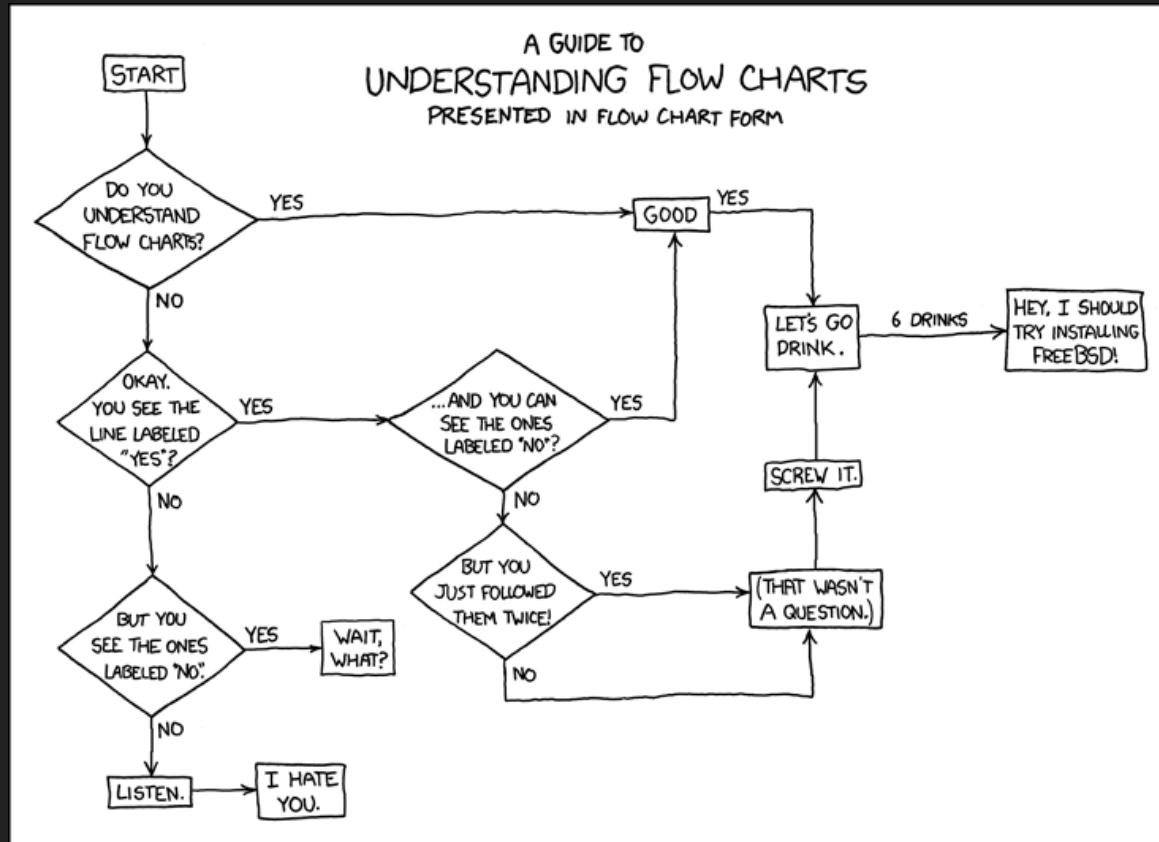 A GUIDE TO
UNDERSTANDING FLOW CHARTS
PRESENTED IN FLOW CHART FORM
START
DO YOU
UNDERSTAND
FLOW CHARTS?
YES
GOOD
YES
NO
LET'S GO
DRINK.
6 DRINKS
HEY, I SHOULD
TRY INSTALLING
FREEBSD!
OKAY.
YOU SEE THE
LINE LABELED
"YES"?
YES
...AND YOU CAN
SEE THE ONES
LABELED "NO"?
YES
NO
NO
SCREW IT.
BUT YOU
JUST FOLLOWED
THEM TWICE!
YES
(THAT WASN'T
A QUESTION.)
NO
BUT YOU
SEE THE ONES
LABELED "NO".
YES
WAIT,
WHAT?
NO
LISTEN.
I HATE
YOU.